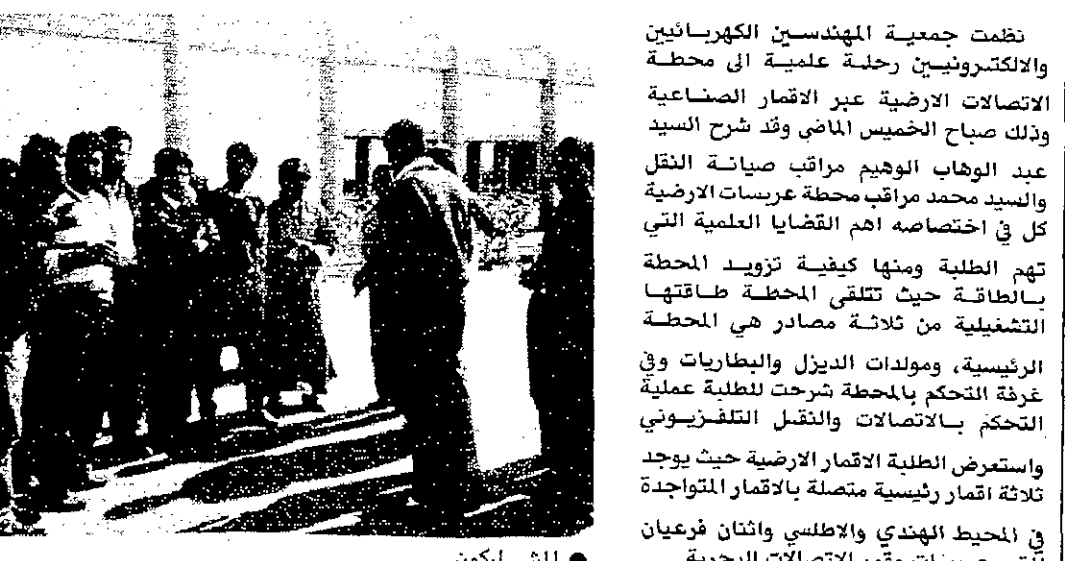 نظمت جمعية المهندسين الكهربائيين
والالكترونيين رحلة علمية الى محطة
الاتصالات الارضية عبر الاقمار الصناعية
وذلك صباح الخميس الماضي وقد شرح السيد
عبد الوهاب الوهيم مراقب صيانة النقل
والسيد محمد مراقب محطة عريسات الارضية
كل في اختصاصه اهم القضايا العلمية التي
تهم الطلبة ومنها كيفية تزويد المحطة
بالطاقة حيث تتلقى المحطة طاقتها
التشغيلية من ثلاثة مصادر هي المحطة
الرئيسية، ومولدات الديزل والبطاريات وفي
غرفة التحكم بالمحطة شرحت للطلبة عملية
التحكم بالاتصالات والنقل التلفزيوني
واستعرض الطلبة الاقمار الارضية حيث يوجد
ثلاثة اقمار رئيسية متصلة بالاقمار المتواجدة
في المحيط الهندي والاطلسي واثنان فرعيان
الاتصالات البحرية